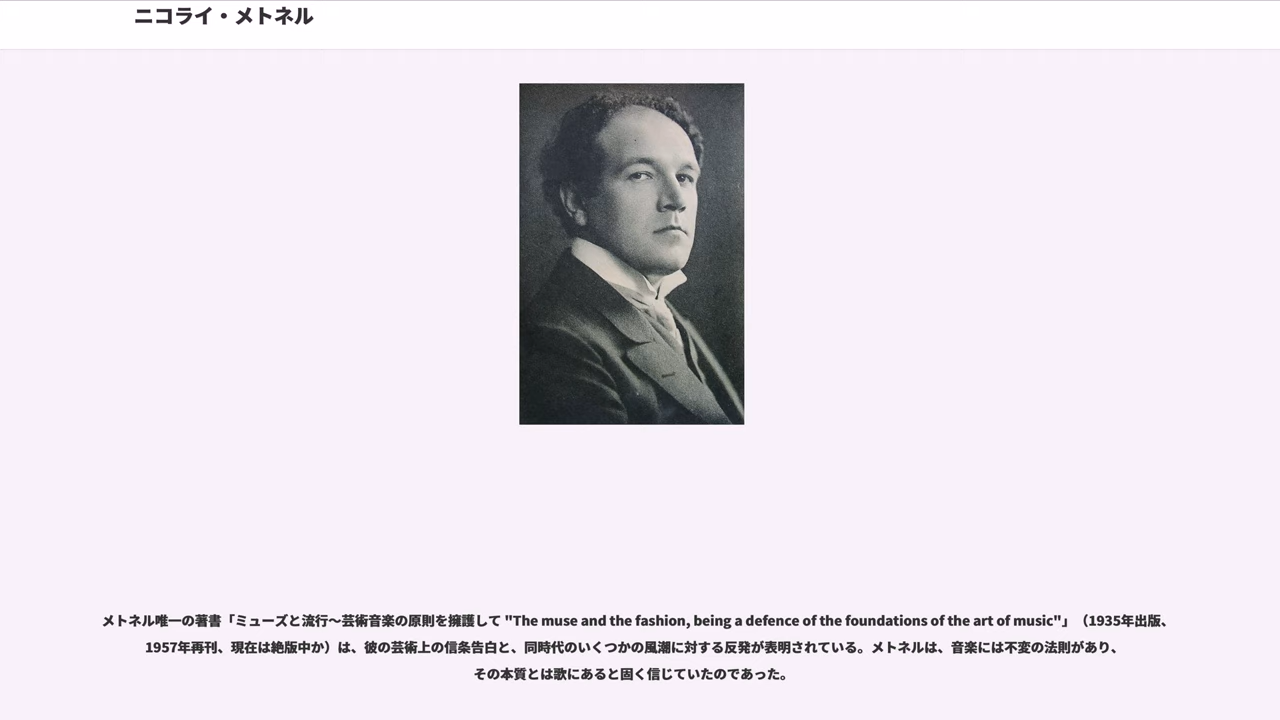 ニコライ・メトネル
メトネル唯一の著書「ミューズと流行〜芸術音楽の原則を擁護して "The muse and the fashion, being a defence of the foundations of the art of music"」（1935年出版、
1957年再刊、現在は絶版中か）は、彼の芸術上の信条告白と、同時代のいくつかの風潮に対する反発が表明されている。メトネルは、音楽には不変の法則があり、
その本質とは歌にあると固く信じていたのであった。